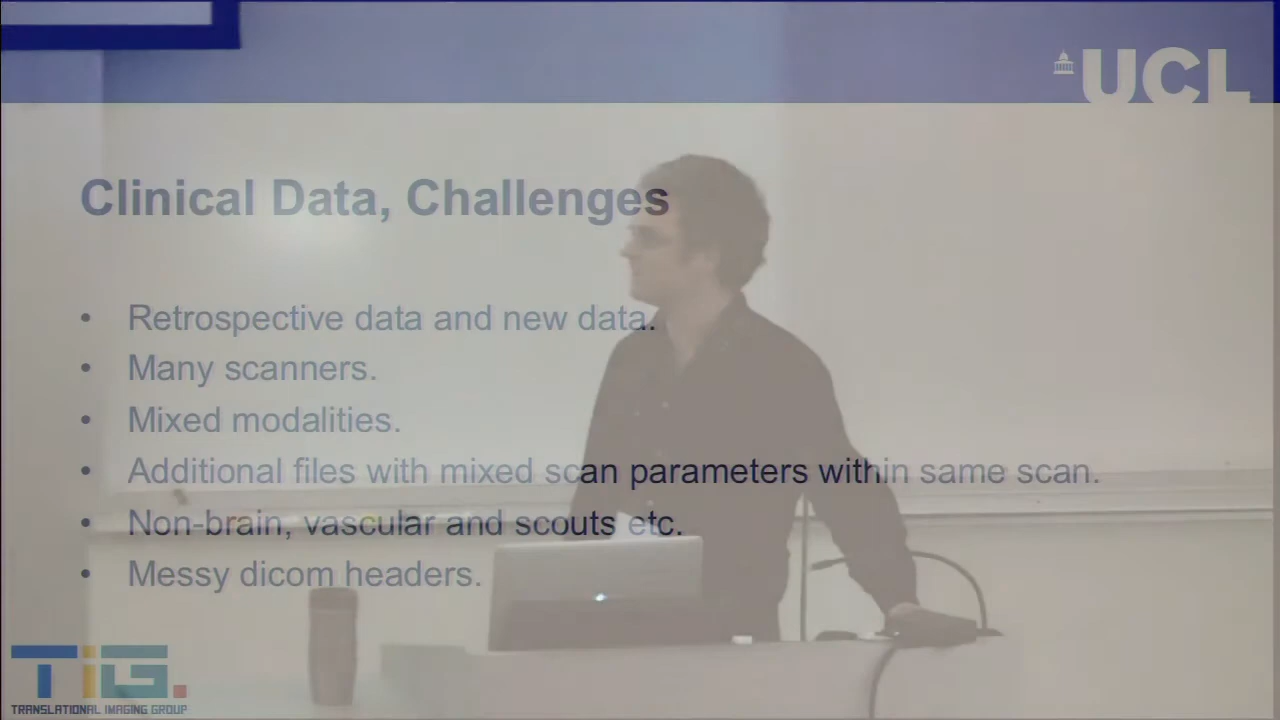 UCL
Clinical Data, Challenges
• Retrospective data and new data.
• Many scanners.
• Mixed modalities.
• Additional files with mixed scan parameters within same scan.
• Non-brain, vascular and scouts etc.
• Messy dicom headers.
TiG.
TRANSLATIONAL IMAGING GROUP